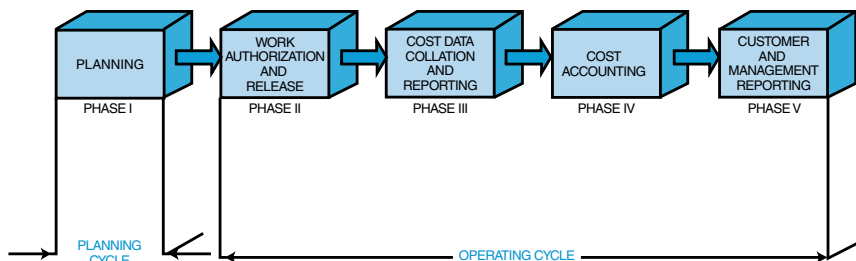 PLANNING
PHASE I
WORK
AUTHORIZATION
AND
RELEASE
PHASE II
COST DATA
COLLATION
AND
REPORTING
PHASE III
COST
ACCOUNTING
PHASE IV
CUSTOMER
AND
MANAGEMENT
REPORTING
PHASE V
PLANNING
CYCLE
OPERATING CYCLE